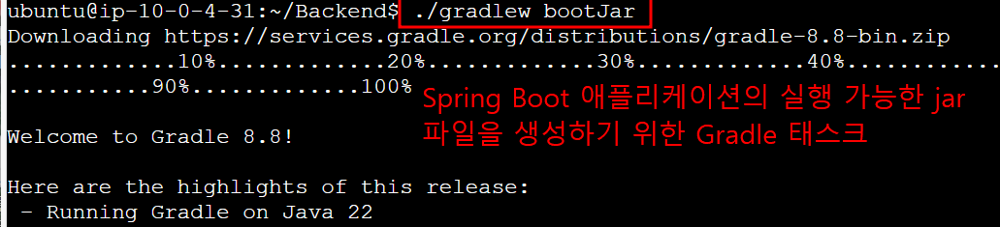 ubuntu@ip-10-0-4-31:~/Backend$ ./gradlew bootJar
Downloading https://services.gradle.org/distributions/gradle-8.8-bin.zip
.............10%.............20%.............30%.............40%............
...........90%.............100%
Spring Boot 애플리케이션의 실행 가능한 jar
파일을 생성하기 위한 Gradle 태스크
Welcome to Gradle 8.8!
Here are the highlights of this release:
- Running Gradle on Java 22